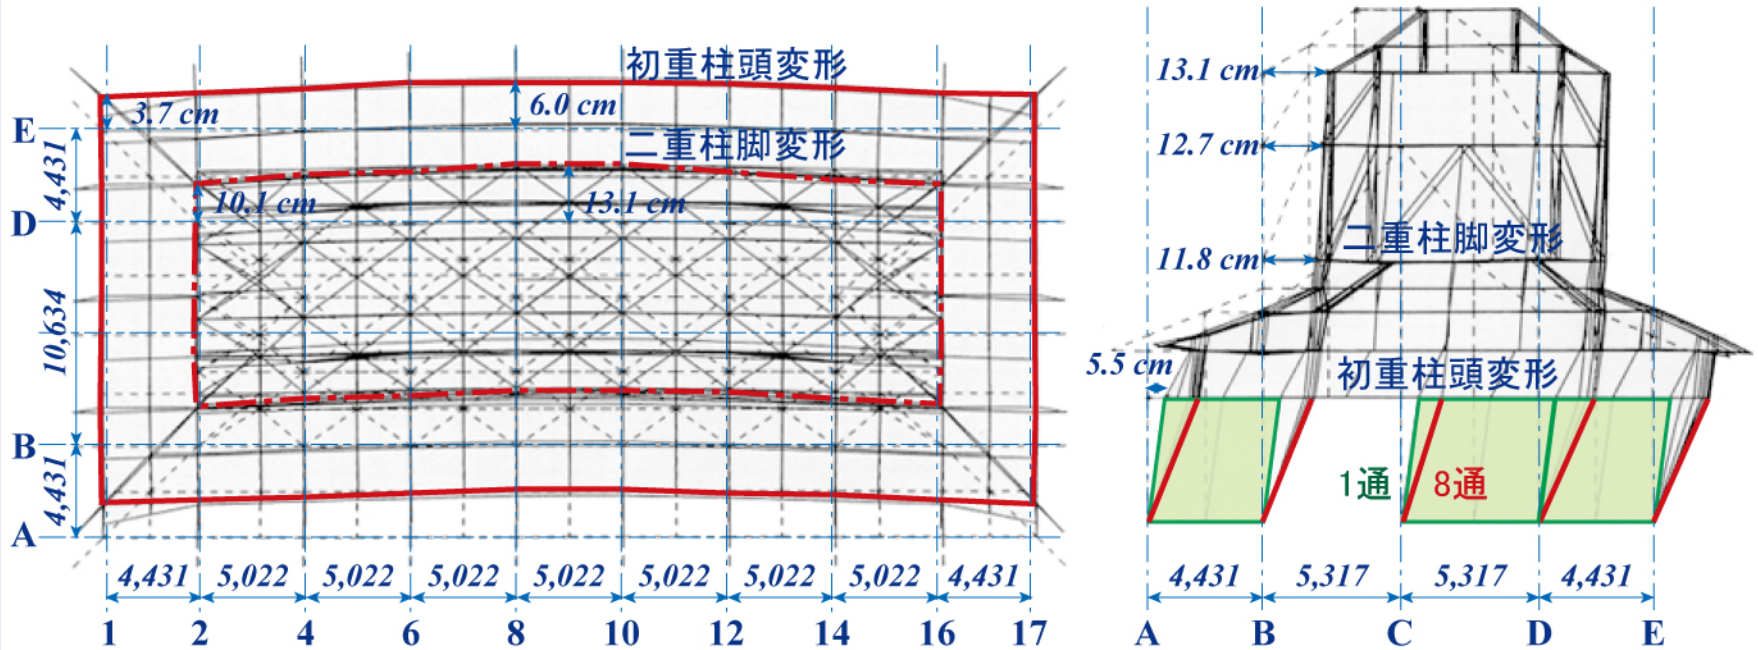 初重柱頭変形
3.7 cm
6.0 cm
E
二重柱脚変形
4,431
10,1 cm
13.1 cm
D
10,634
B
4,431
A
4,431 5,022 5,022 5,022 5,022 5,022 5,022 5,022 4,431
1 2 4 6 8 10 12 14 16 17
13.1 cm
12.7 cm
二重柱脚変形
11.8 cm
5.5 cm
初重柱頭変形
1通 8通
4,431 5,317 5,317 4,431
A B C D E